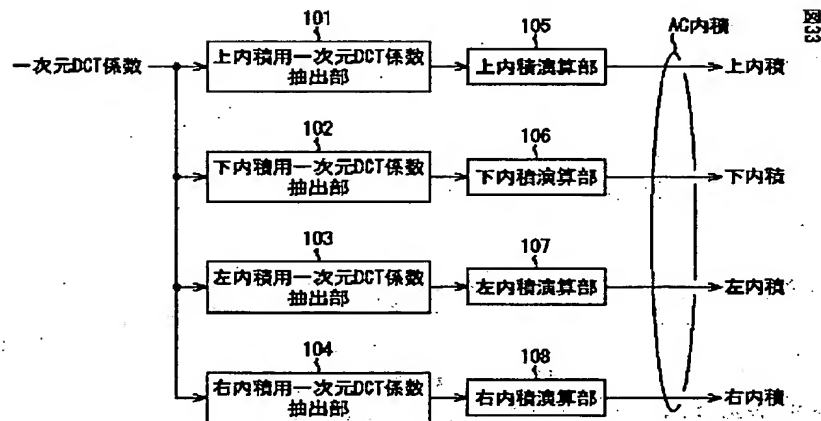 図33
101
105
AC内積
一次元DCT係数
上内積用一次元DCT係数
抽出部
上内積演算部
上内積
102
106
下内積用一次元DCT係数
抽出部
下内積演算部
下内積
103
107
左内積用一次元DCT係数
抽出部
左内積演算部
左内積
104
108
右内積用一次元DCT係数
抽出部
右内積演算部
右内積